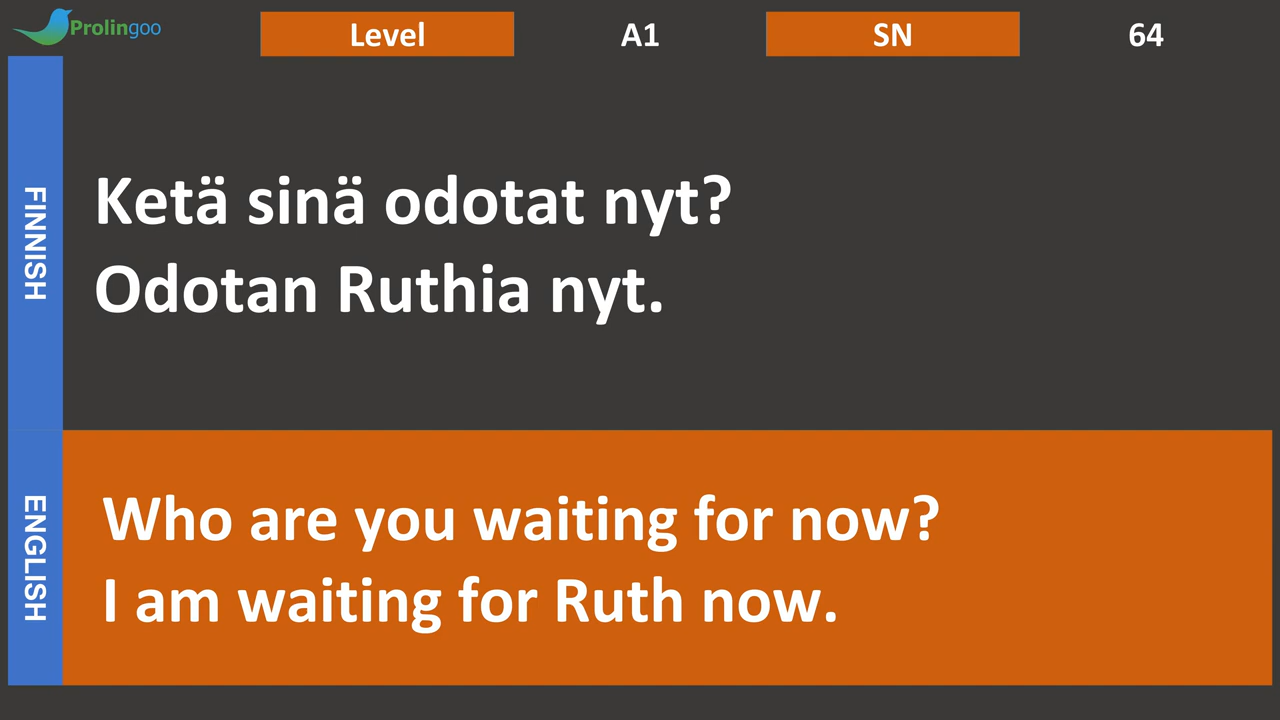 Prolingoo
Level A1 SN 64
FINNISH
Ketä sinä odotat nyt?
Odotan Ruthia nyt.
ENGLISH
Who are you waiting for now?
I am waiting for Ruth now.